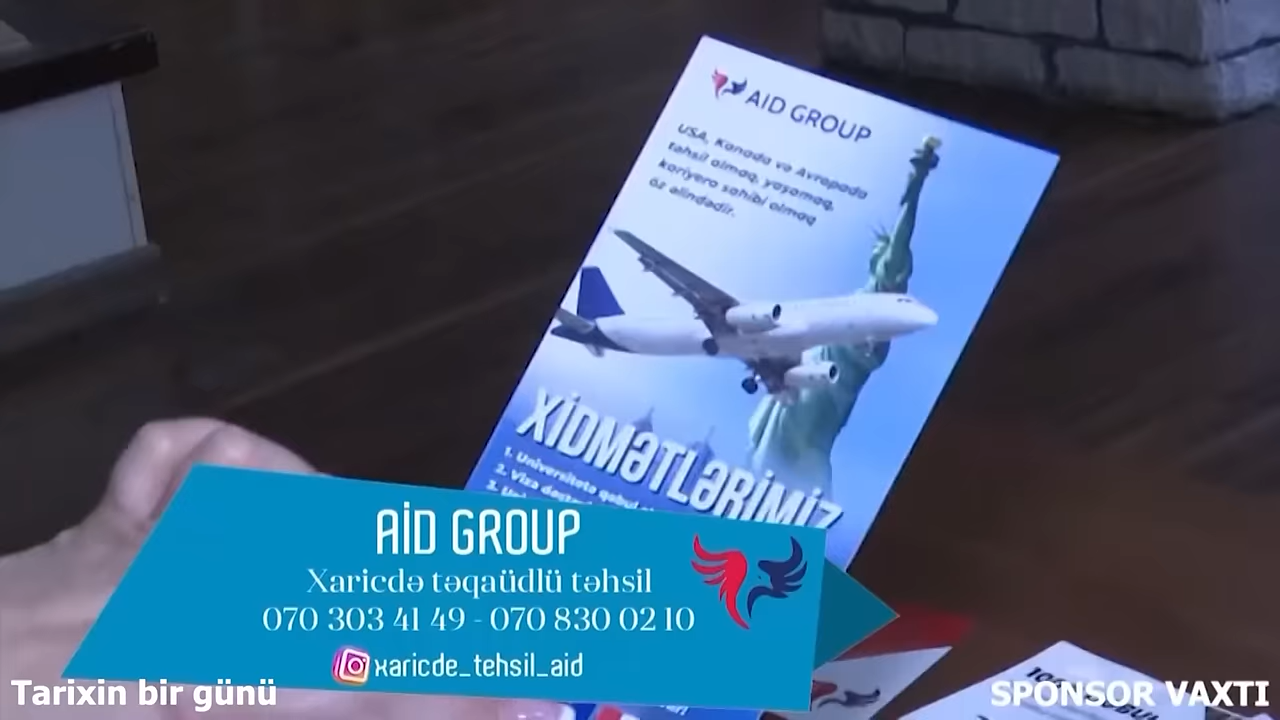 AID GROUP
USA, Kanada və Avropada
təhsil almaq, yaşamaq,
kariyera sahibi olmaq
öz əlindədir.
XİDMƏTLƏRİMİZ
1. Universitetə qəbul
2. Viza
3.
AİD GROUP
Xaricdə təqaüdlü təhsil
070 303 41 49 - 070 830 02 10
xaricde_tehsil_aid
Tarixin bir günü
SPONSOR VAXTI